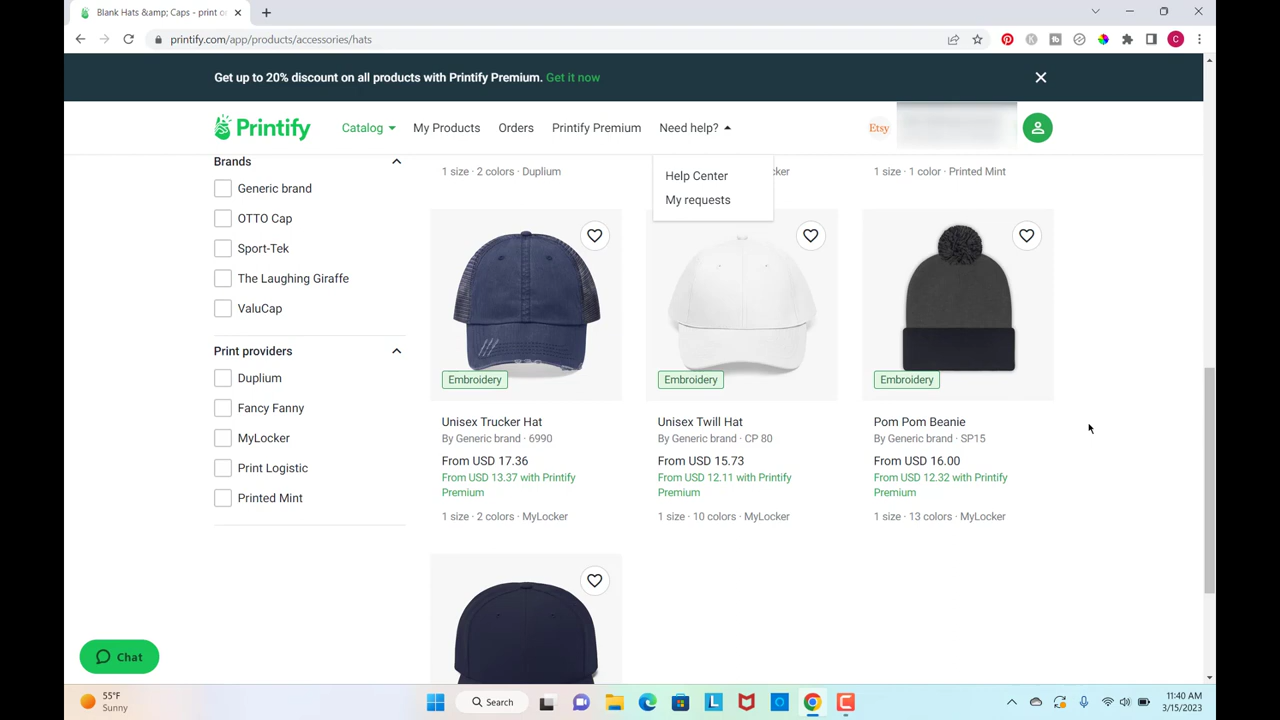 Blank Hats &amp; Caps - print o
printify.com/app/products/accessories/hats
C
Get up to 20% discount on all products with Printify Premium. Get it now
Printify
Catalog
My Products
Orders
Printify Premium
Need help?
Etsy
Help Center
My requests
Brands
Generic brand
OTTO Cap
Sport-Tek
The Laughing Giraffe
ValuCap
Print providers
Duplium
Fancy Fanny
MyLocker
Print Logistic
Printed Mint
1 size · 2 colors · Duplium
1 size · 1 color · Printed Mint
Embroidery
Unisex Trucker Hat
By Generic brand · 6990
From USD 17.36
From USD 13.37 with Printify
Premium
1 size · 2 colors · MyLocker
Embroidery
Unisex Twill Hat
By Generic brand · CP 80
From USD 15.73
From USD 12.11 with Printify
Premium
1 size · 10 colors · MyLocker
Embroidery
Pom Pom Beanie
By Generic brand · SP15
From USD 16.00
From USD 12.32 with Printify
Premium
1 size · 13 colors · MyLocker
Chat
55°F
Sunny
Search
11:40 AM
3/15/2023